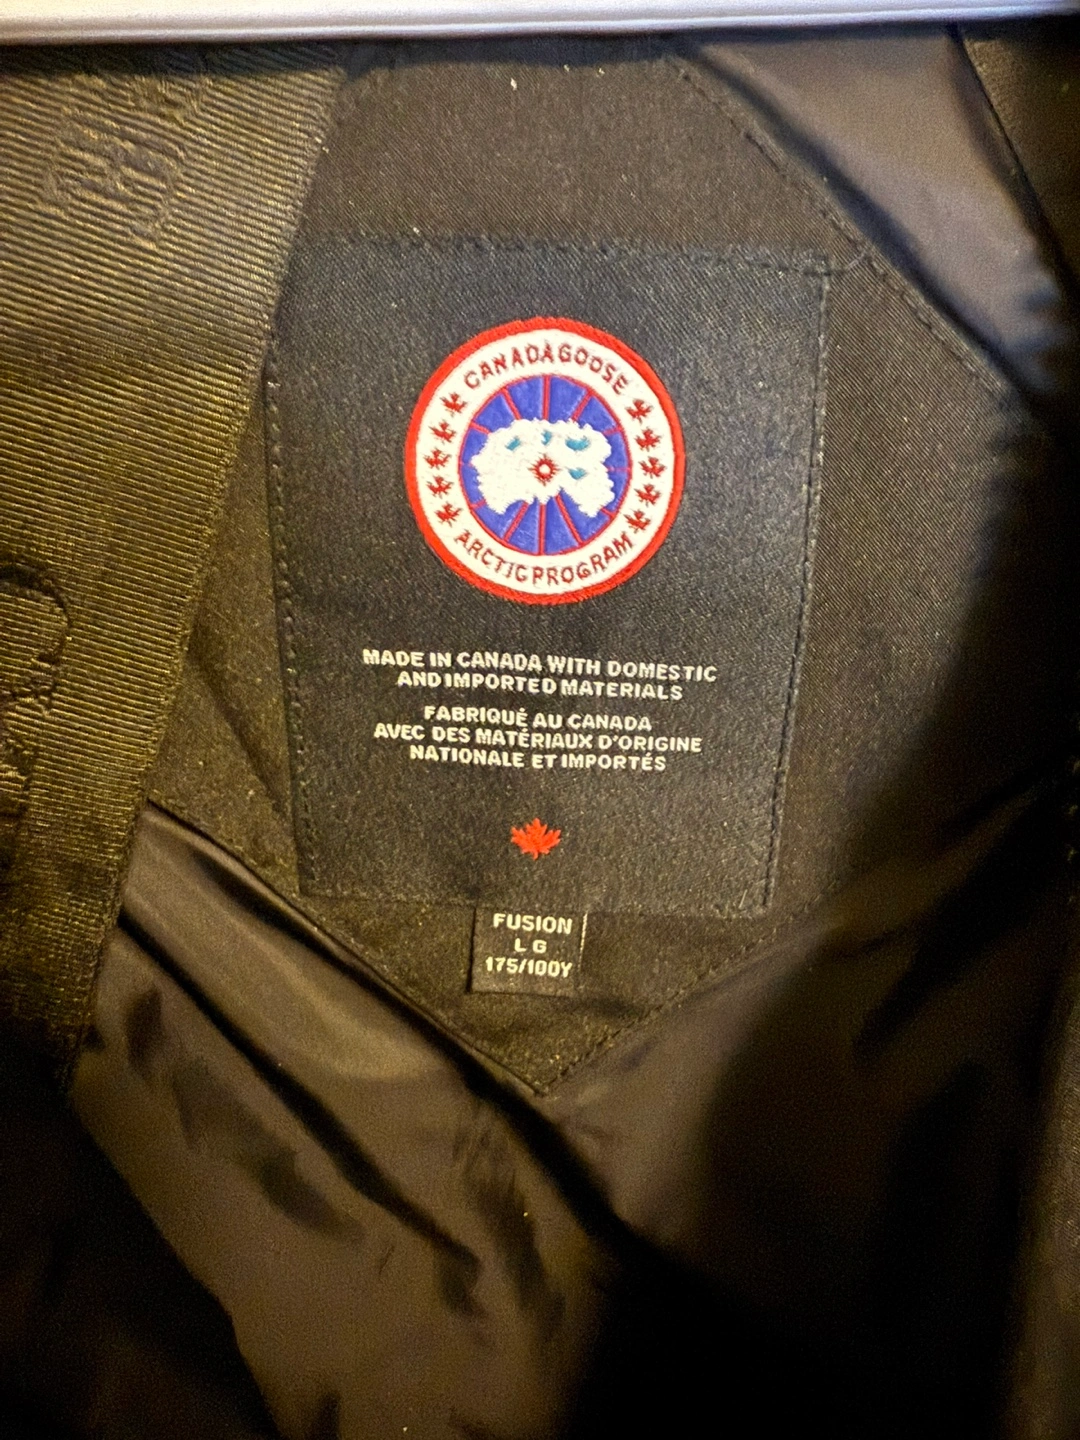 CANADA GOOSE
ARCTIC PROGRAM
MADE IN CANADA WITH DOMESTIC
AND IMPORTED MATERIALS
FABRIQUÉ AU CANADA
AVEC DES MATÉRIAUX D'ORIGINE
NATIONALE ET IMPORTÉS
FUSION
LG
175/100Y